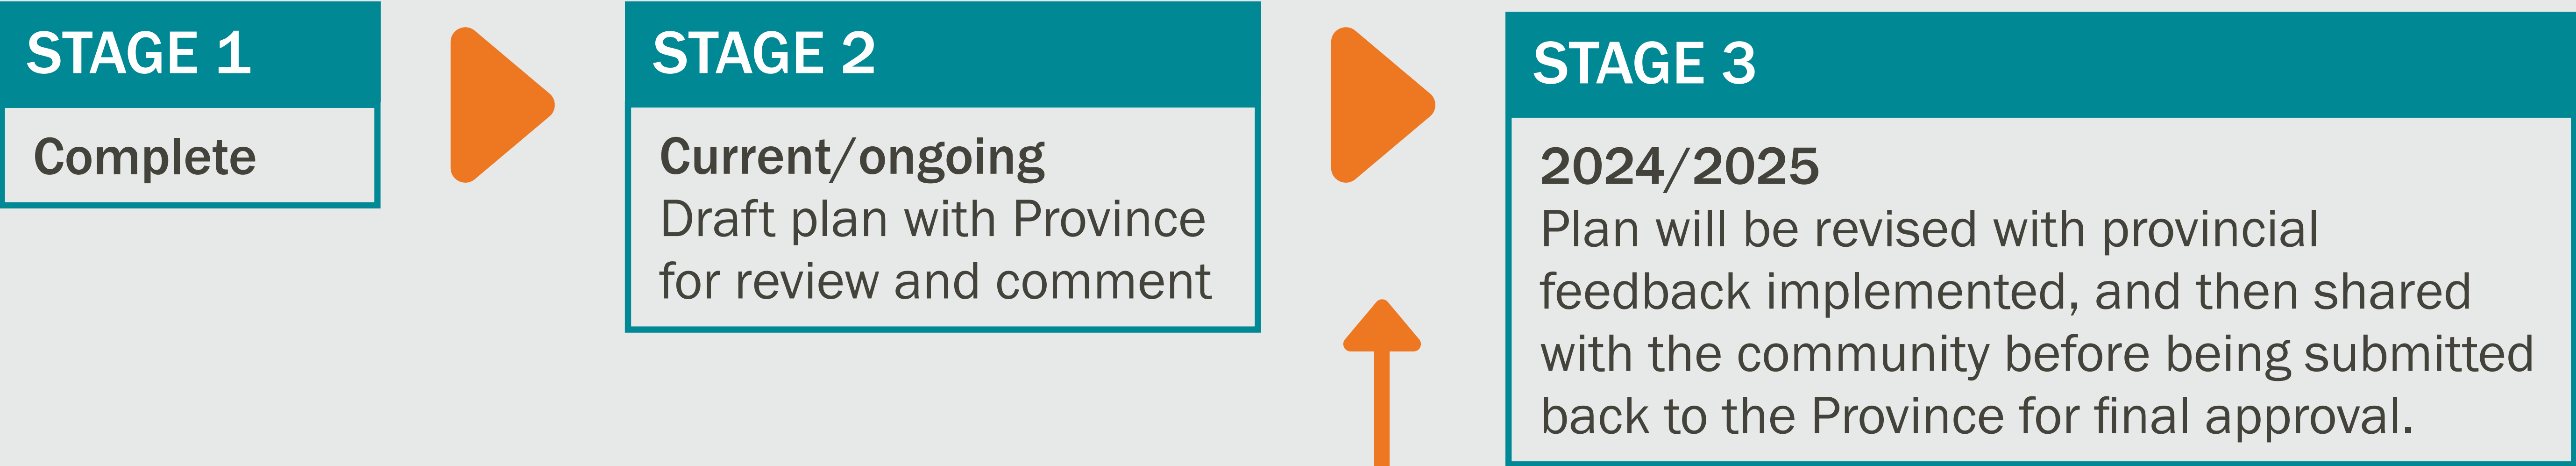 STAGE 1
Complete
STAGE 2
Current/ongoing
Draft plan with Province
for review and comment
STAGE 3
2024/2025
Plan will be revised with provincial
feedback implemented, and then shared
with the community before being submitted
back to the Province for final approval.